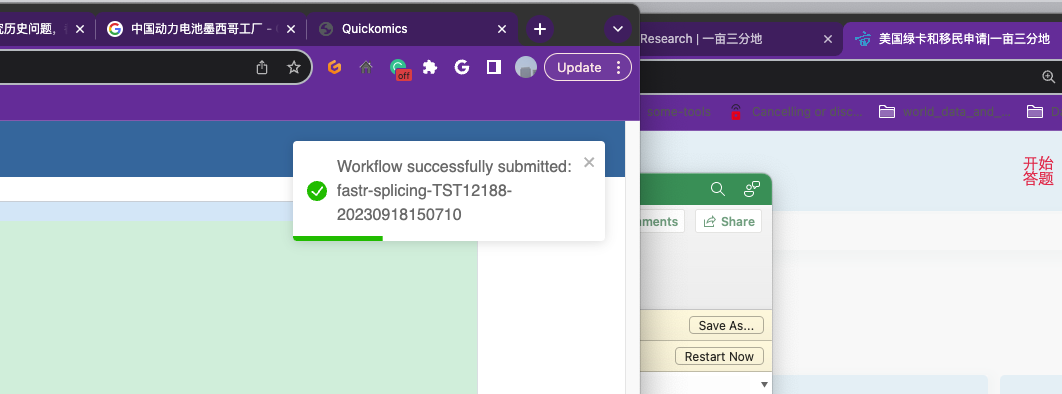 究历史问题，
中国动力电池墨西哥工厂 -
Quickomics
Research | 一亩三分地
美国绿卡和移民申请|一亩三分地
off
Update
some-tools
Cancelling or disc...
world_data_and_...
Workflow successfully submitted:
fastr-splicing-TST12188-
20230918150710
开始
答题
ments
Share
Save As...
Restart Now